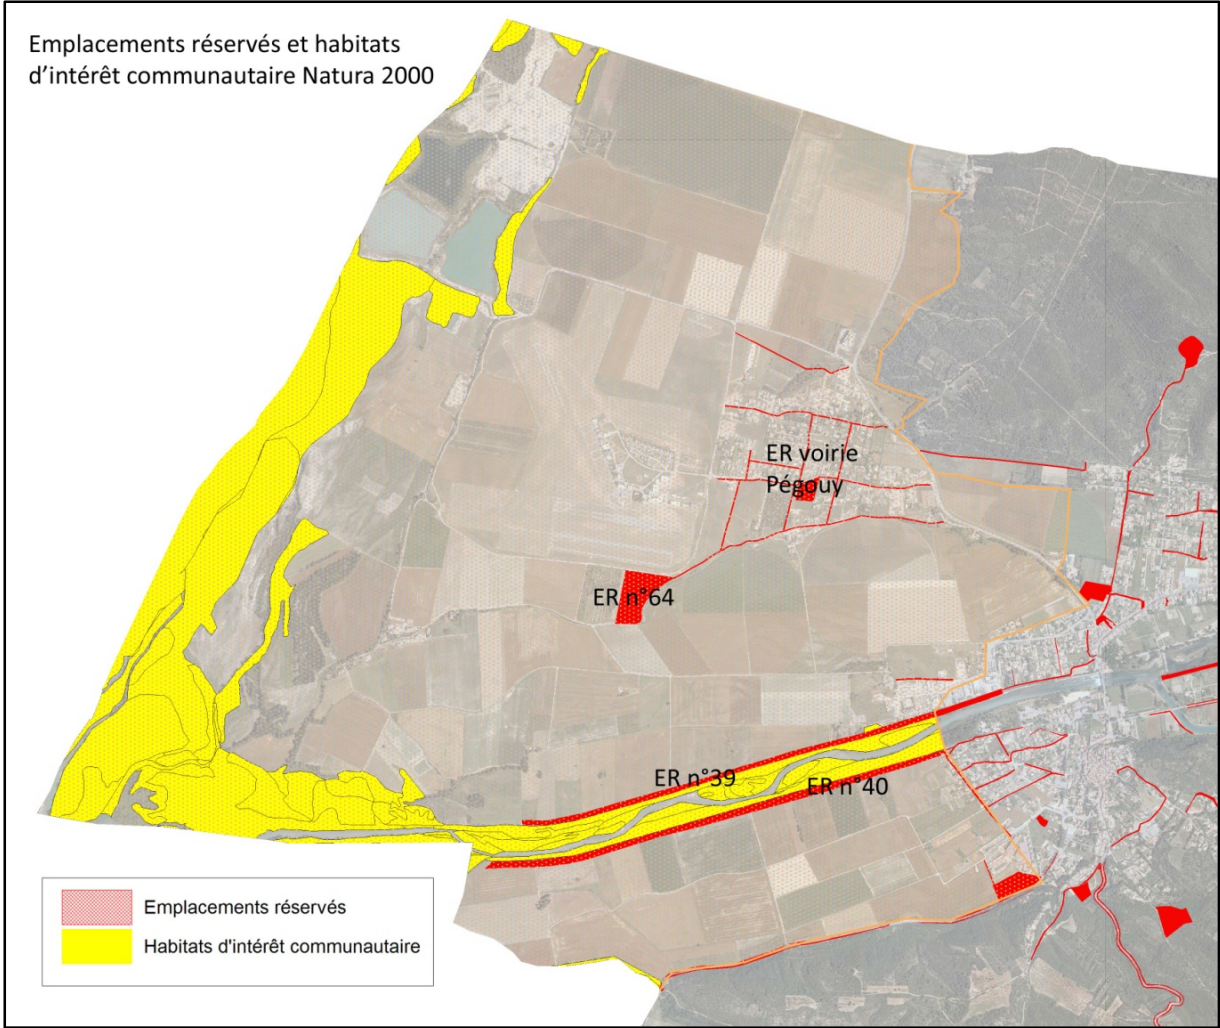 Emplacements réservés et habitats
d’intérêt communautaire Natura 2000
ER voirie
Pégouy
ER n°64
ER n°39
ER n°40
Emplacements réservés
Habitats d'intérêt communautaire